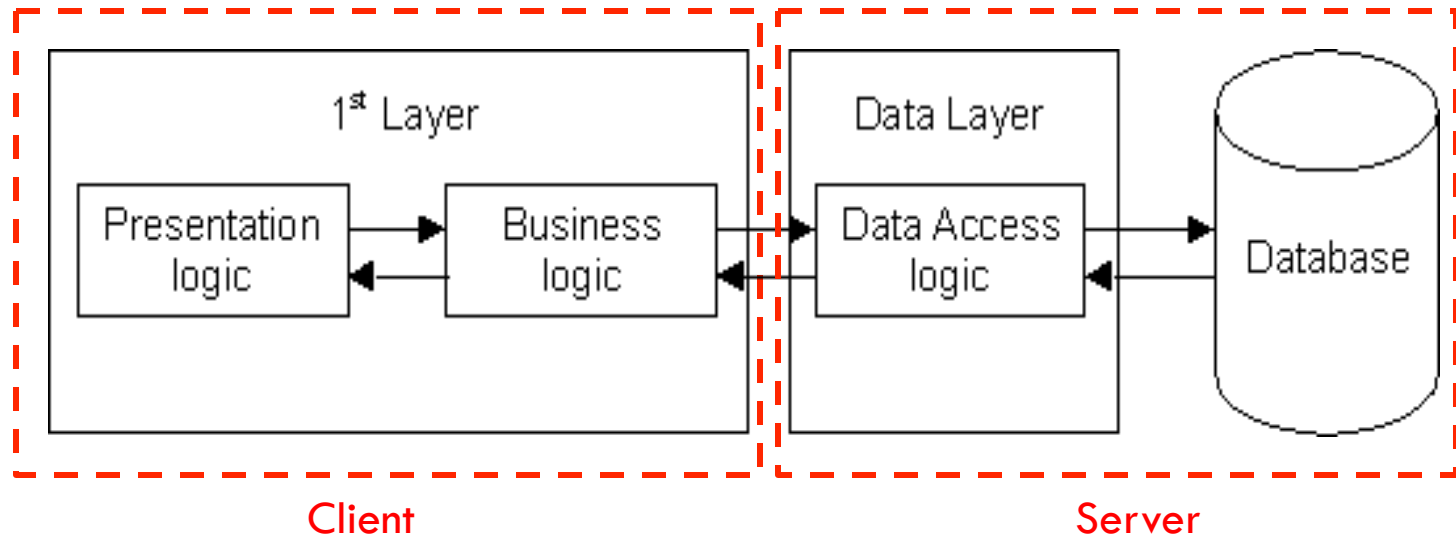 1st Layer
Data Layer
Presentation
logic
Business
logic
Data Access
logic
Database
Client
Server